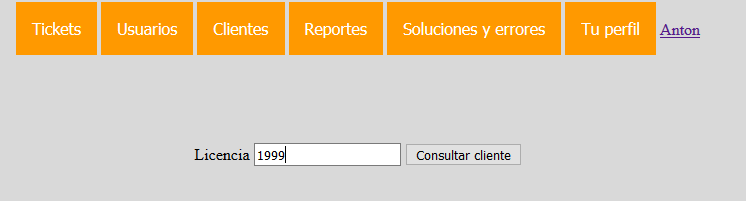 Tickets Usuarios Clientes Reportes Soluciones y errores Tu perfil Anton
Licencia 1999 Consultar cliente